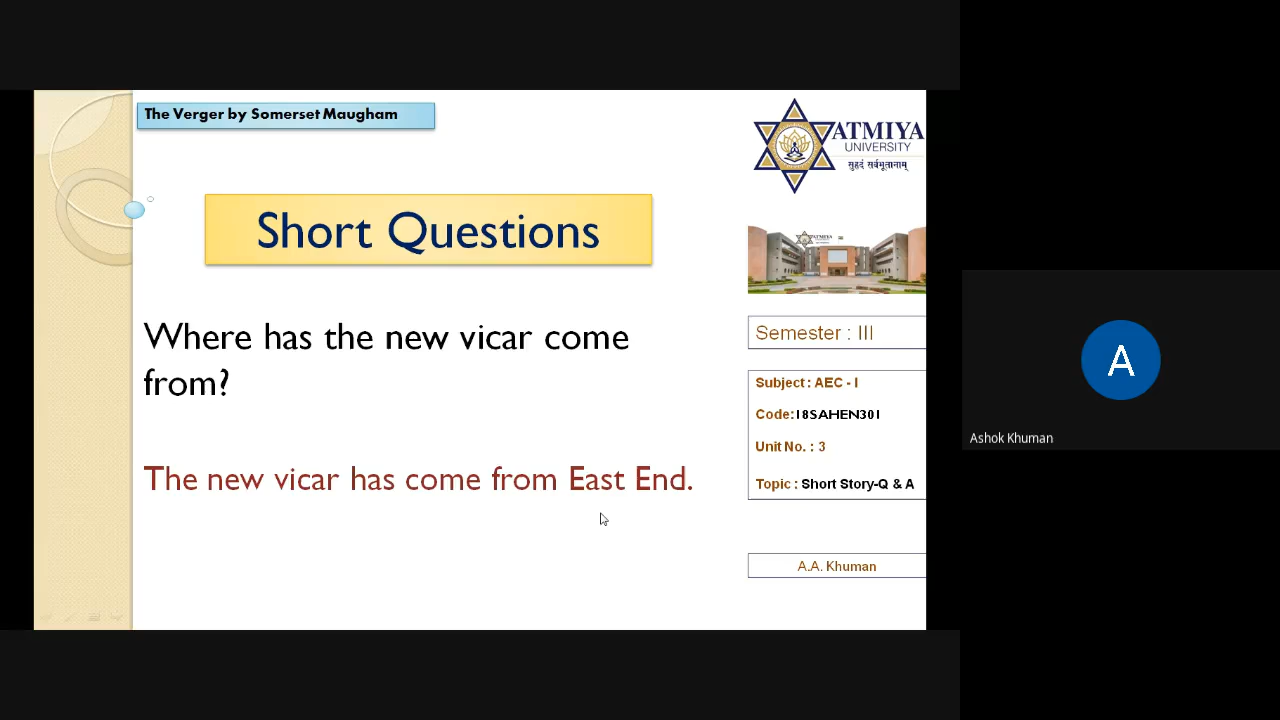 The Verger by Somerset Maugham
ATMIYA
UNIVERSITY
सुहृदं सर्वभूतानाम्
Short Questions
ATMIYA
Where has the new vicar come
from?
The new vicar has come from East End.
Semester : III
Subject : AEC - I
Code:18SAHEN301
Unit No. : 3
Topic : Short Story-Q & A
A.A. Khuman
A
Ashok Khuman